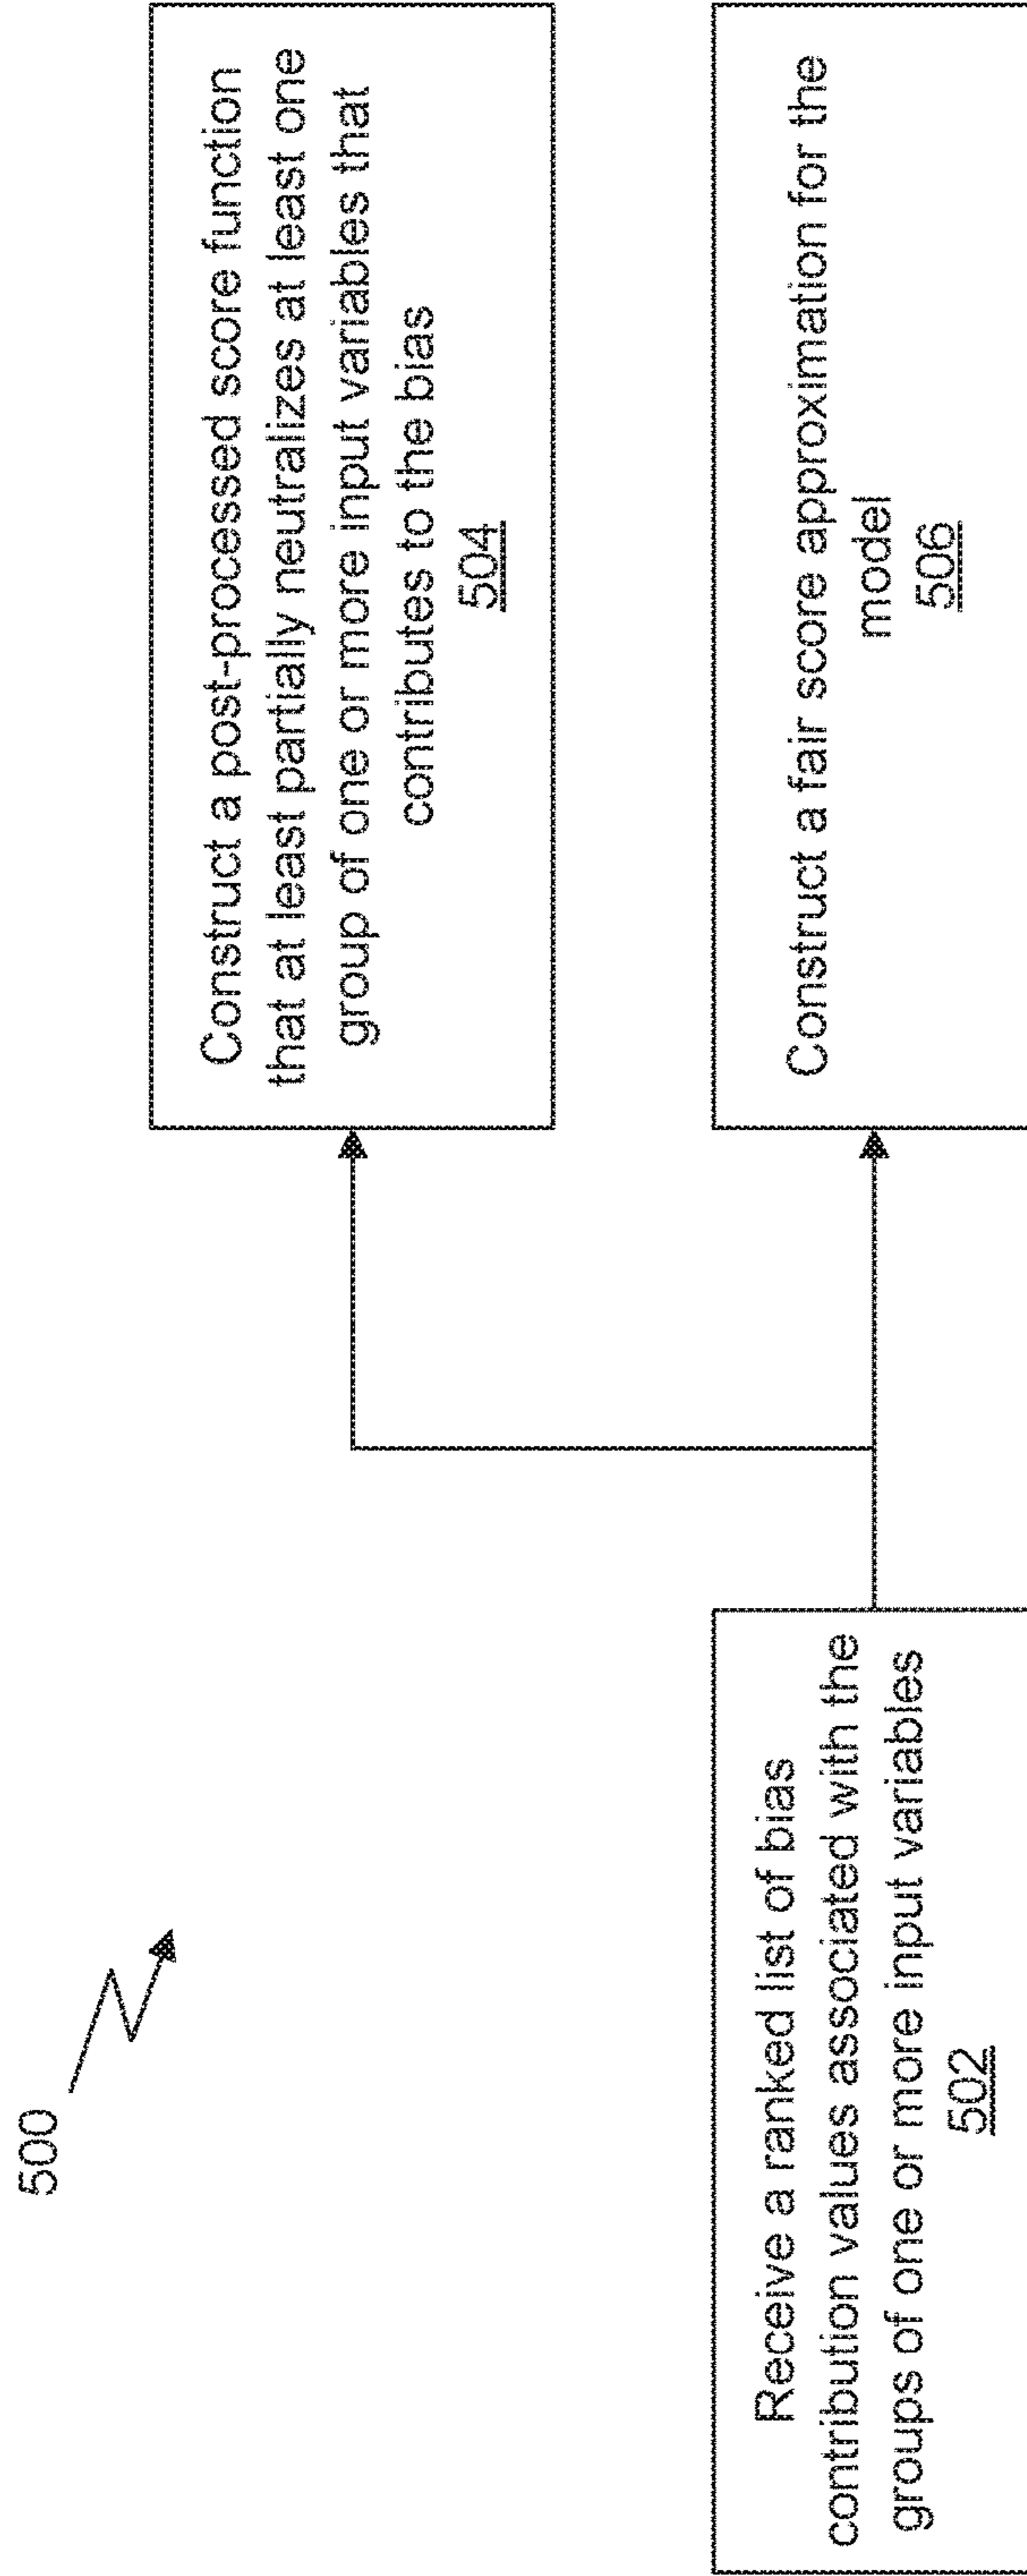 500
Receive a ranked list of bias
contribution values associated with the
groups of one or more input variables
502
Construct a post-processed score function
that at least partially neutralizes at least one
group of one or more input variables that
contributes to the bias
504
Construct a fair score approximation for the
model
506